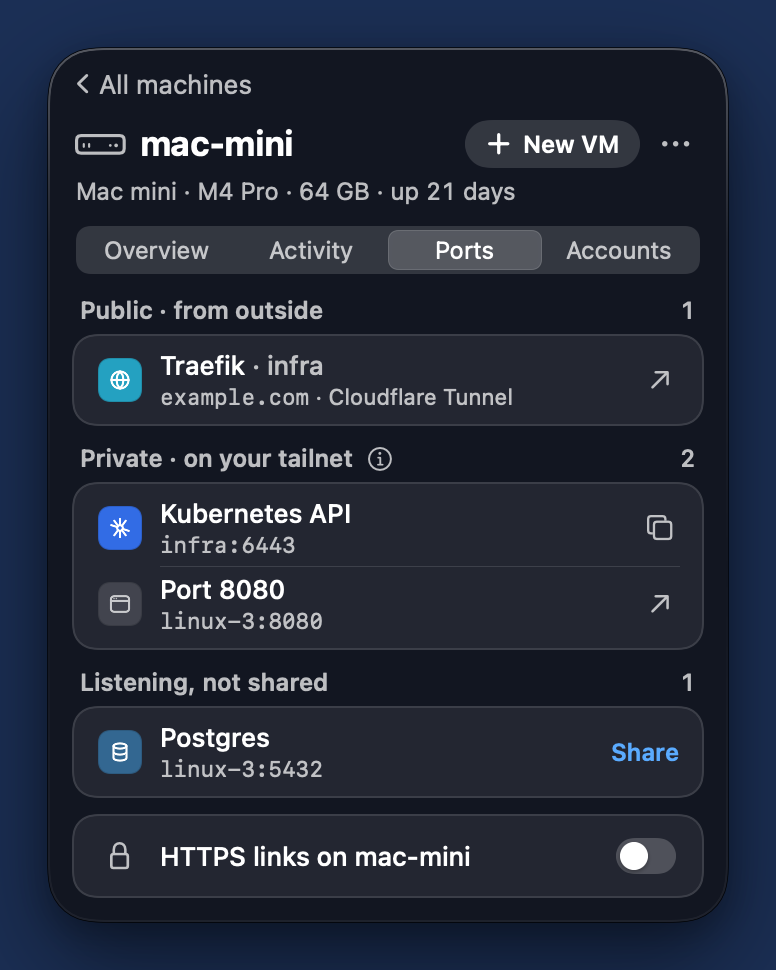 All machines
mac-mini
New VM
Mac mini · M4 Pro · 64 GB · up 21 days
Overview
Activity
Ports
Accounts
Public · from outside
1
Traefik · infra
example.com · Cloudflare Tunnel
Private · on your tailnet
2
Kubernetes API
infra:6443
Port 8080
linux-3:8080
Listening, not shared
1
Postgres
linux-3:5432
Share
HTTPS links on mac-mini